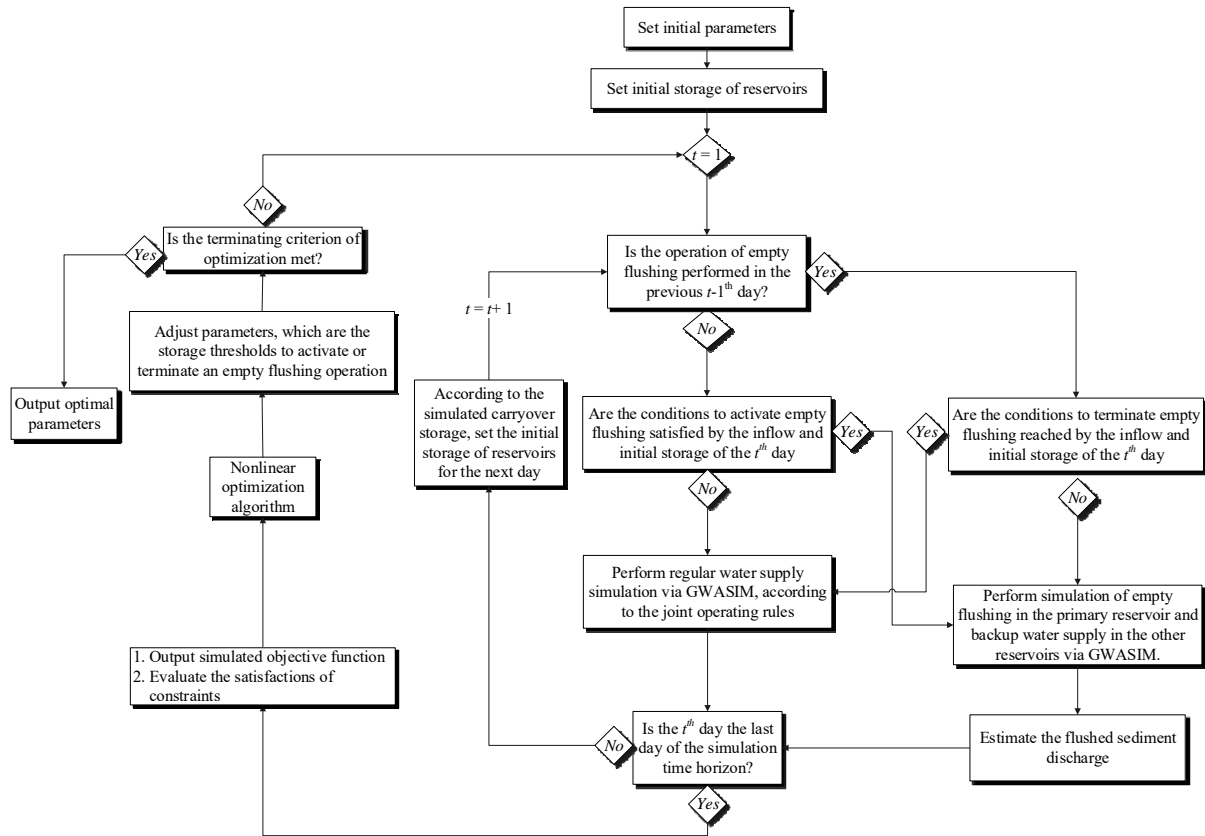 Set initial parameters
Set initial storage of reservoirs
t = 1
No
Is the terminating criterion of
optimization met?
Yes
Is the operation of empty
flushing performed in the
previous t-1th day?
Yes
No
t = t+ 1
Adjust parameters, which are the
storage thresholds to activate or
terminate an empty flushing operation
Output optimal
parameters
According to the
simulated carryover
storage, set the initial
storage of reservoirs
for the next day
Are the conditions to activate empty
flushing satisfied by the inflow and
initial storage of the tth day
Yes
No
Yes
Are the conditions to terminate empty
flushing reached by the inflow and
initial storage of the tth day
No
Nonlinear
optimization
algorithm
Perform regular water supply
simulation via GWASIM, according
to the joint operating rules
Perform simulation of empty
flushing in the primary reservoir and
backup water supply in the other
reservoirs via GWASIM.
1. Output simulated objective function
2. Evaluate the satisfactions of
constraints
No
Is the tth day the last
day of the simulation
time horizon?
Yes
Estimate the flushed sediment
discharge